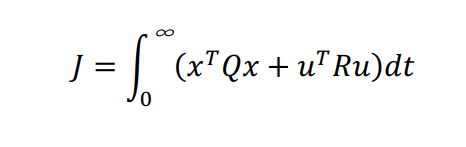 J = ∫₀^∞ (xᵀQx + uᵀRu)dt